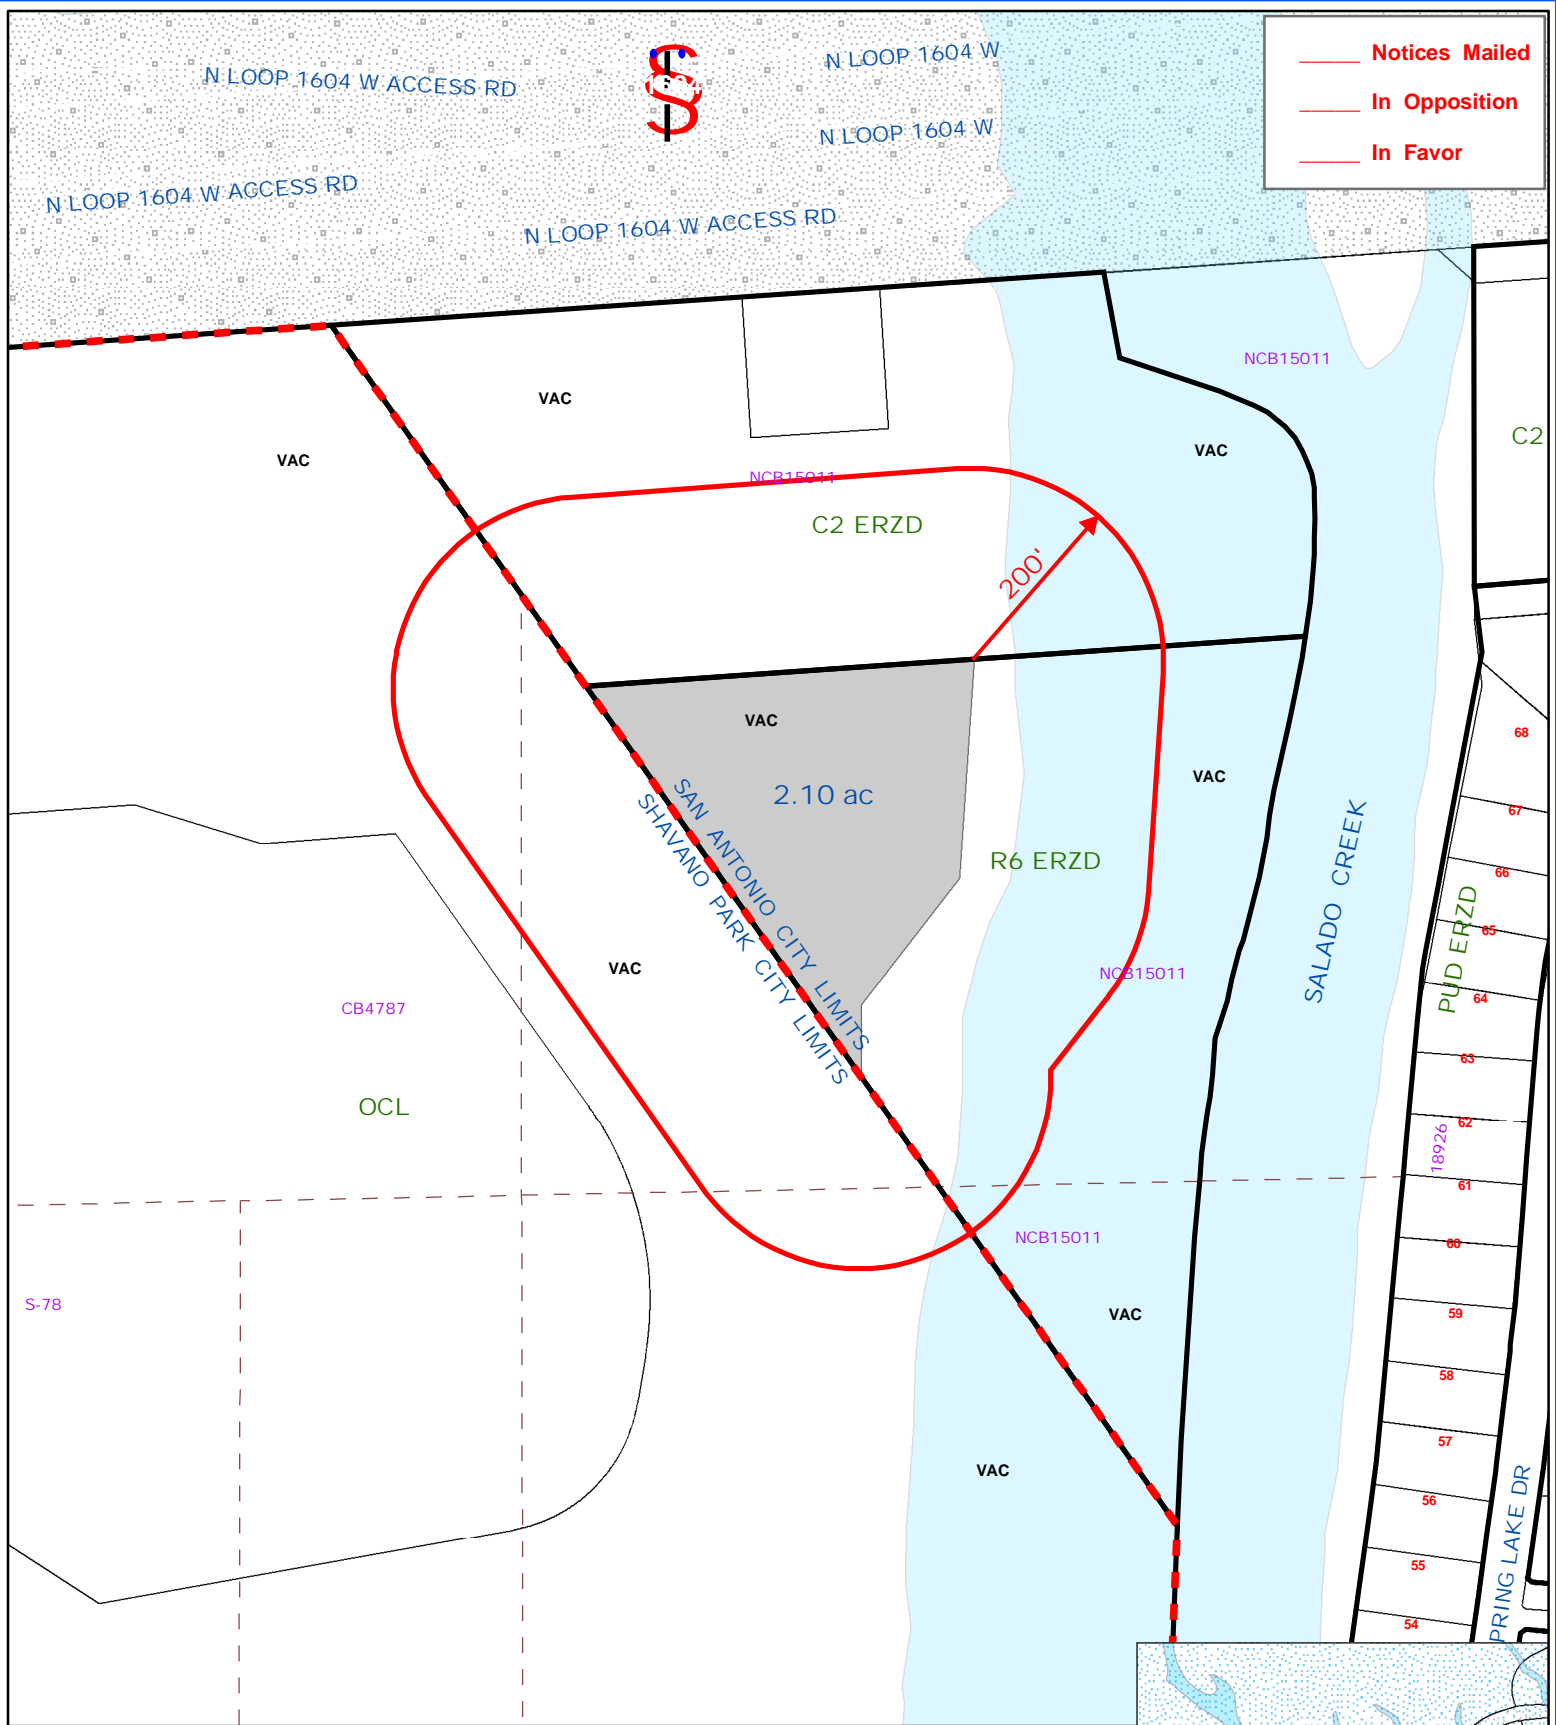 N LOOP 1604 W ACCESS RD
1604
N LOOP 1604 W
_____ Notices Mailed
_____ In Opposition
_____ In Favor
N LOOP 1604 W
N LOOP 1604 W ACCESS RD
N LOOP 1604 W ACCESS RD
NCB15011
VAC
VAC
VAC
C2
NCB15011
C2 ERZD
200'
VAC
2.10 ac
VAC
R6 ERZD
SAN ANTONIO CITY LIMITS
SHAVANO PARK CITY LIMITS
SALADO CREEK
PUD ERZD
VAC
NCB15011
CB4787
OCL
18926
NCB15011
S-78
VAC
VAC
68
67
66
65
64
63
62
61
60
59
58
57
56
55
54
PRING LAKE DR